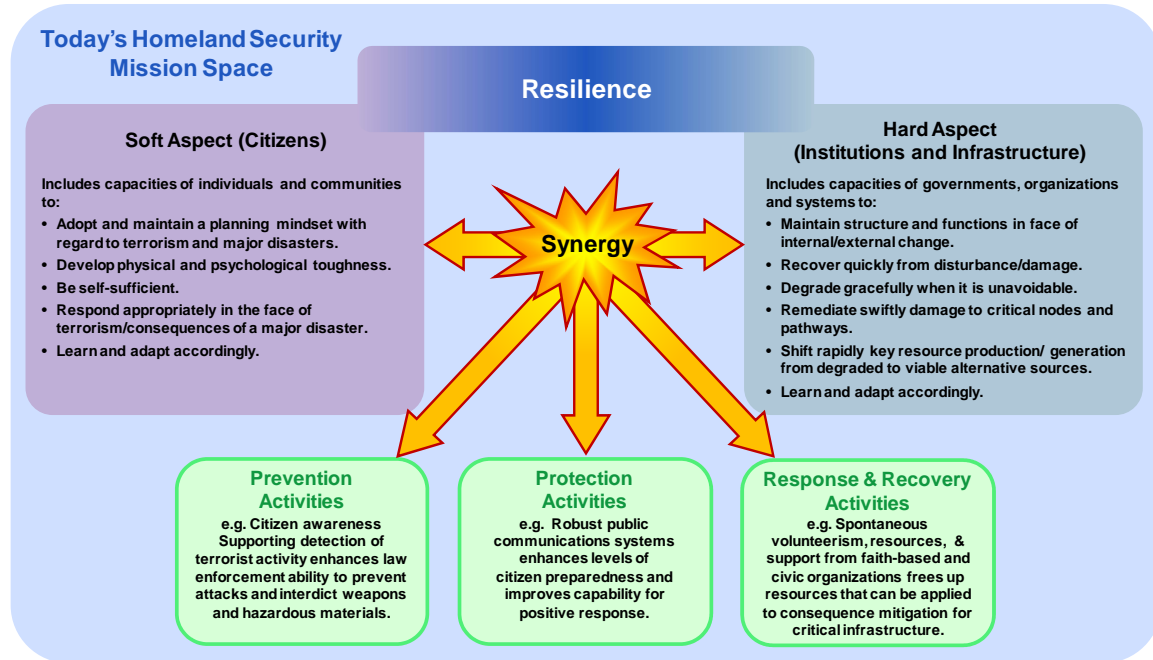 Today's Homeland Security
Mission Space
Resilience
Soft Aspect (Citizens)
Includes capacities of individuals and communities
to:
• Adopt and maintain a planning mindset with
regard to terrorism and major disasters.
• Develop physical and psychological toughness.
• Be self-sufficient.
• Respond appropriately in the face of
terrorism/consequences of a major disaster.
• Learn and adapt accordingly.
Synergy
Hard Aspect
(Institutions and Infrastructure)
Includes capacities of governments, organizations
and systems to:
• Maintain structure and functions in face of
internal/external change.
• Recover quickly from disturbance/damage.
• Degrade gracefully when it is unavoidable.
• Remediate swiftly damage to critical nodes and
pathways.
• Shift rapidly key resource production/ generation
from degraded to viable alternative sources.
• Learn and adapt accordingly.
Prevention
Activities
e.g. Citizen awareness
Supporting detection of
terrorist activity enhances law
enforcement ability to prevent
attacks and interdict weapons
and hazardous materials.
Protection
Activities
e.g. Robust public
communications systems
enhances levels of
citizen preparedness and
improves capability for
positive response.
Response & Recovery
Activities
e.g. Spontaneous
volunteerism, resources, &
support from faith-based and
civic organizations frees up
resources that can be applied
to consequence mitigation for
critical infrastructure.